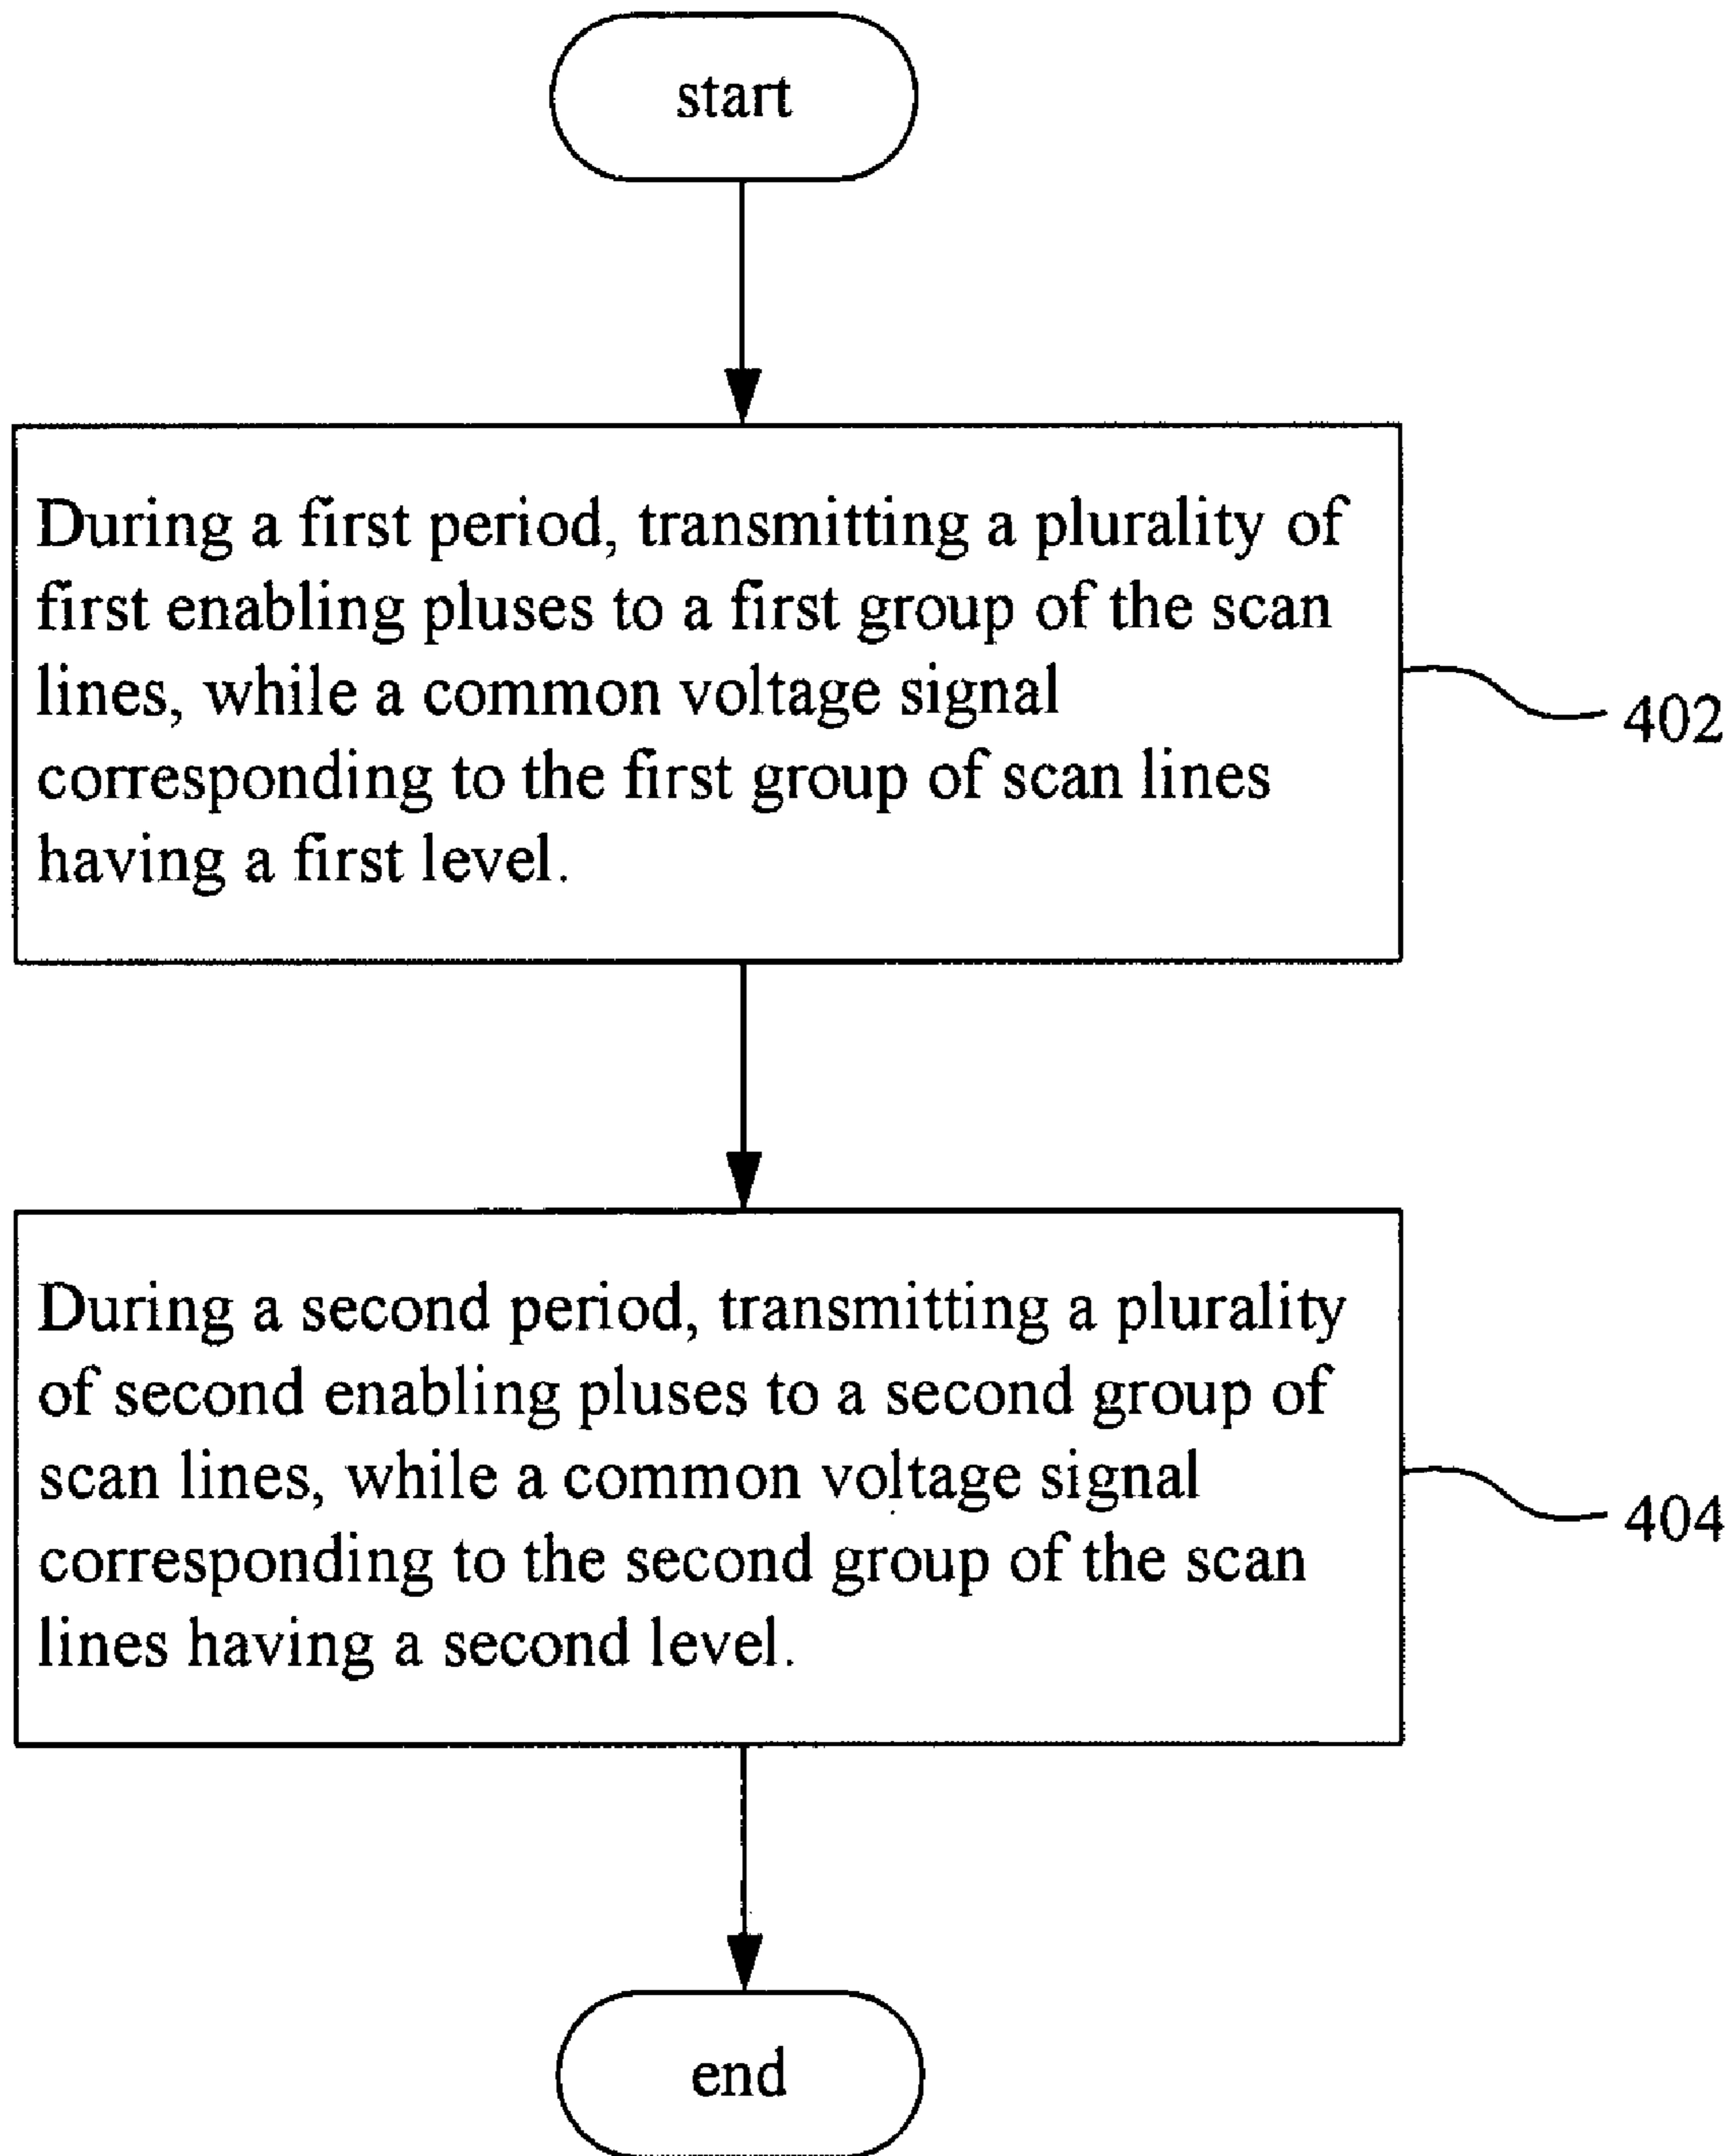 start
During a first period, transmitting a plurality of
first enabling pluses to a first group of the scan
lines, while a common voltage signal
corresponding to the first group of scan lines
having a first level.
402
During a second period, transmitting a plurality
of second enabling pluses to a second group of
scan lines, while a common voltage signal
corresponding to the second group of the scan
lines having a second level.
404
end